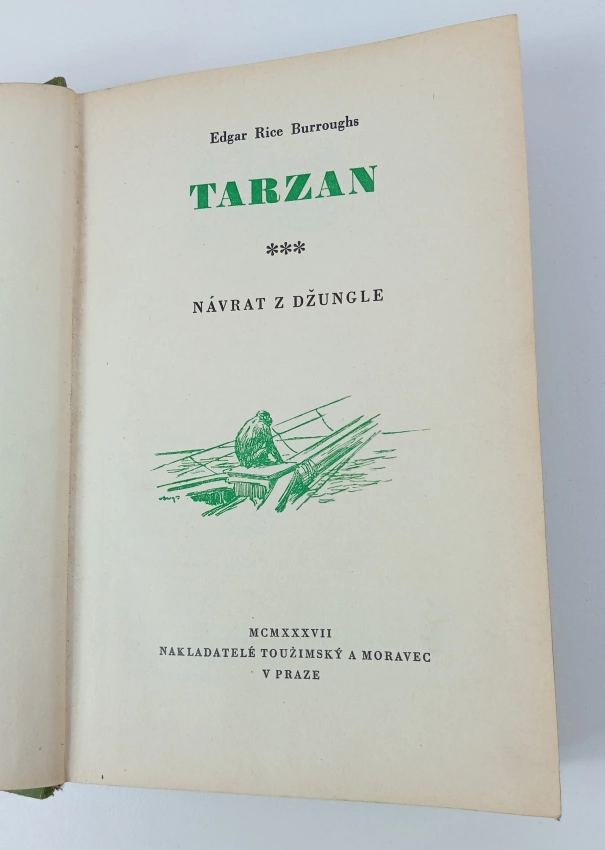 Edgar Rice Burroughs
TARZAN
***
NÁVRAT Z DŽUNGLE
MCMXXXVII
NAKLADATELÉ TOUŽIMSKÝ A MORAVEC
V PRAZE